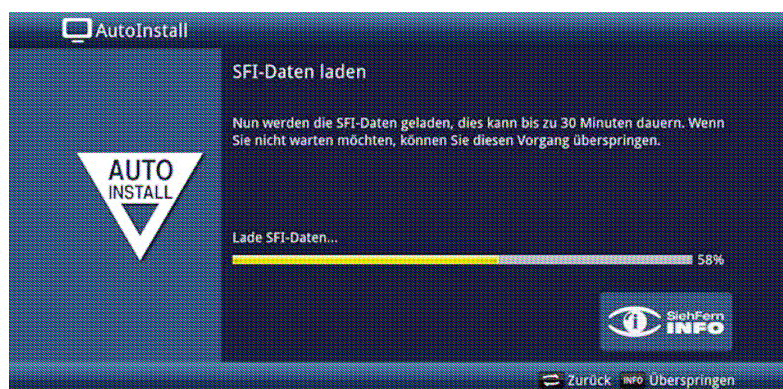 AutoInstall
SFI-Daten laden
Nun werden die SFI-Daten geladen, dies kann bis zu 30 Minuten dauern. Wenn
Sie nicht warten möchten, können Sie diesen Vorgang überspringen.
AUTO
INSTALL
Lade SFI-Daten...
58%
SiehFern
INFO
Zurück INFO Überspringen